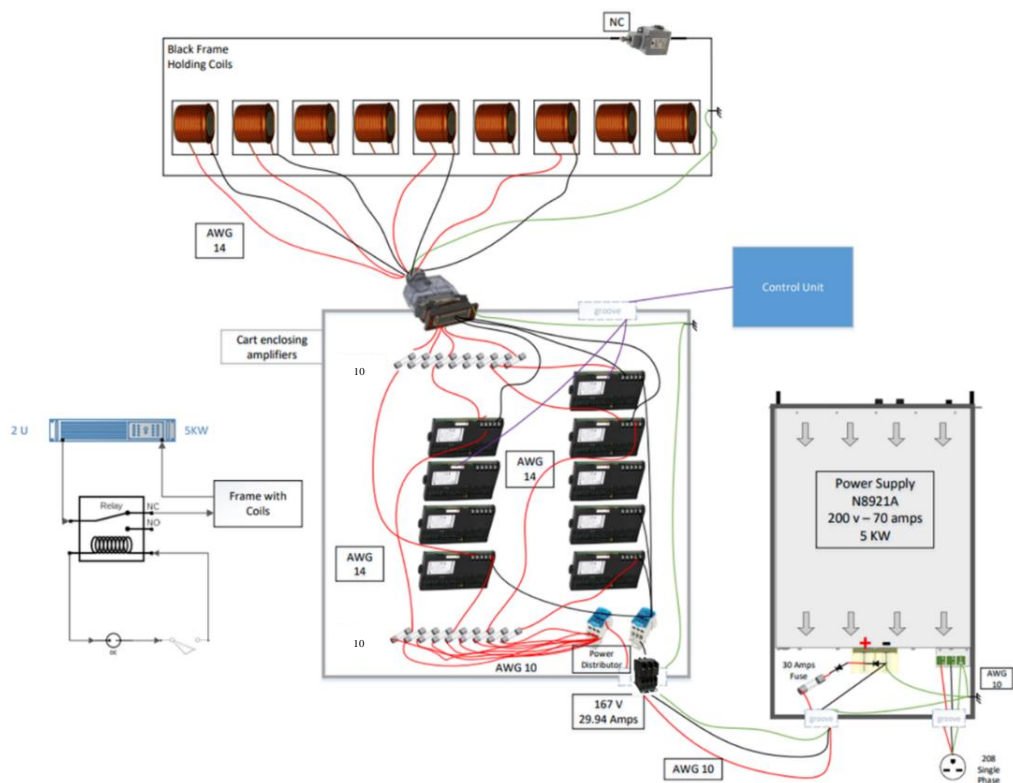 NC
Black Frame
Holding Coils
AWG
14
Control Unit
groove
Cart enclosing
amplifiers
10
2 U
5KW
Relay
NC
NO
Frame with
Coils
DC
AWG
14
AWG
14
10
AWG 10
Power
Distributor
167 V
29.94 Amps
AWG 10
Power Supply
N8921A
200 v – 70 amps
5 KW
+ -
30 Amps
Fuse
AWG
10
groove
groove
208
Single
Phase